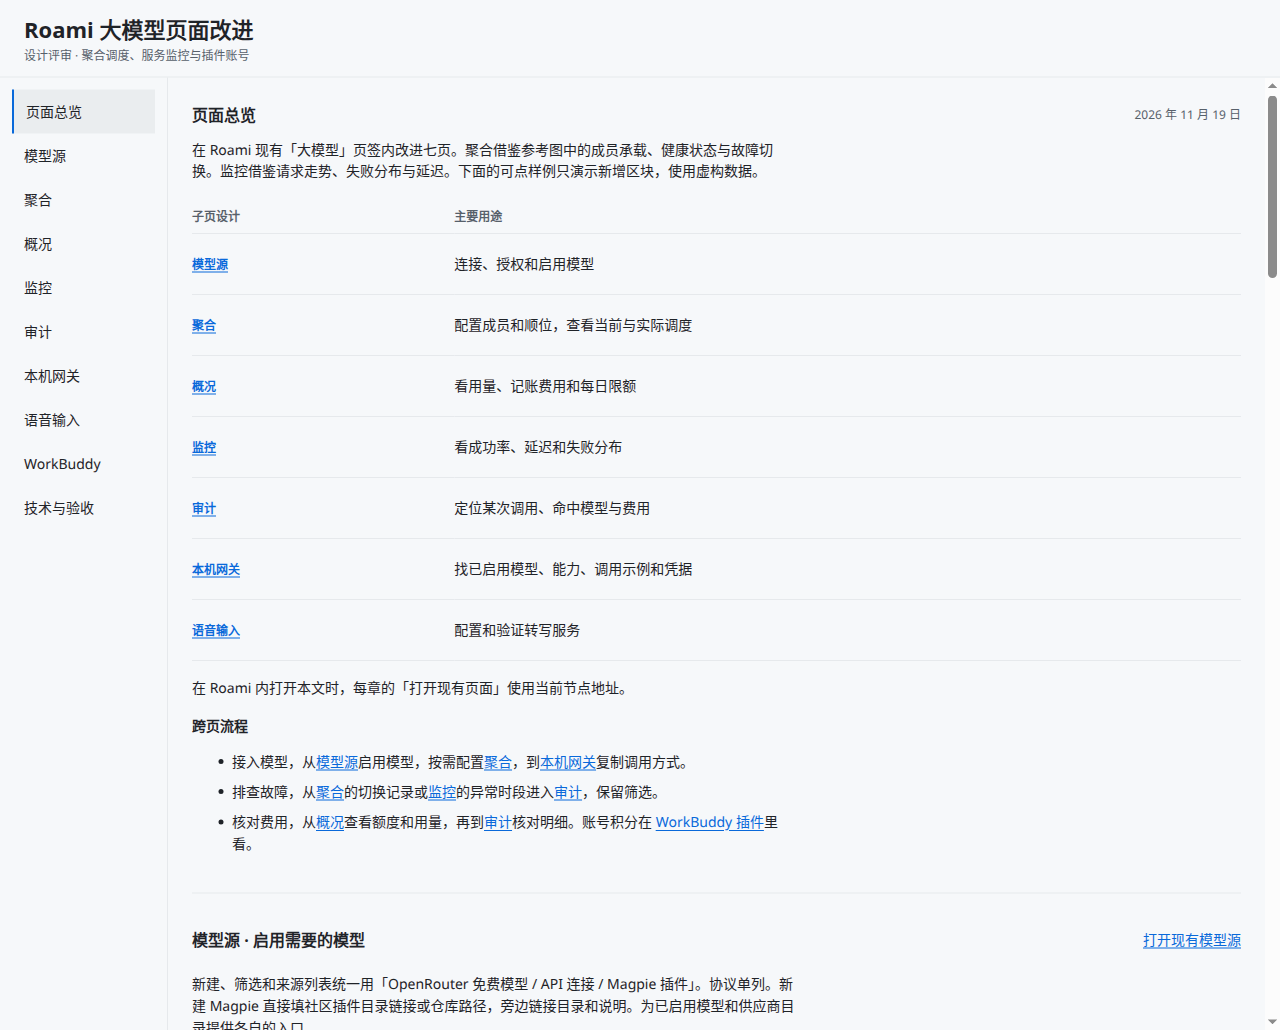 Roami 大模型页面改进
设计评审 · 聚合调度、服务监控与插件账号
页面总览
模型源
聚合
概况
监控
审计
本机网关
语音输入
WorkBuddy
技术与验收
页面总览
2026 年 11 月 19 日
在 Roami 现有「大模型」页签内改进七页。聚合借鉴参考图中的成员承载、健康状态与故障切
换。监控借鉴请求走势、失败分布与延迟。下面的可点样例只演示新增区块，使用虚构数据。
子页设计 主要用途
模型源 连接、授权和启用模型
聚合 配置成员和顺位，查看当前与实际调度
概况 看用量、记账费用和每日限额
监控 看成功率、延迟和失败分布
审计 定位某次调用、命中模型与费用
本机网关 找已启用模型、能力、调用示例和凭据
语音输入 配置和验证转写服务
在 Roami 内打开本文时，每章的「打开现有页面」使用当前节点地址。
跨页流程
• 接入模型，从模型源启用模型，按需配置聚合，到本机网关复制调用方式。
• 排查故障，从聚合的切换记录或监控的异常时段进入审计，保留筛选。
• 核对费用，从概况查看额度和用量，再到审计核对明细。账号积分在 WorkBuddy 插件里
看。
模型源 · 启用需要的模型
打开现有模型源
新建、筛选和来源列表统一用「OpenRouter 免费模型 / API 连接 / Magpie 插件」。协议单列。新
建 Magpie 直接填社区插件目录链接或仓库路径，旁边链接目录和说明。为已启用模型和供应商目
录提供各自的入口